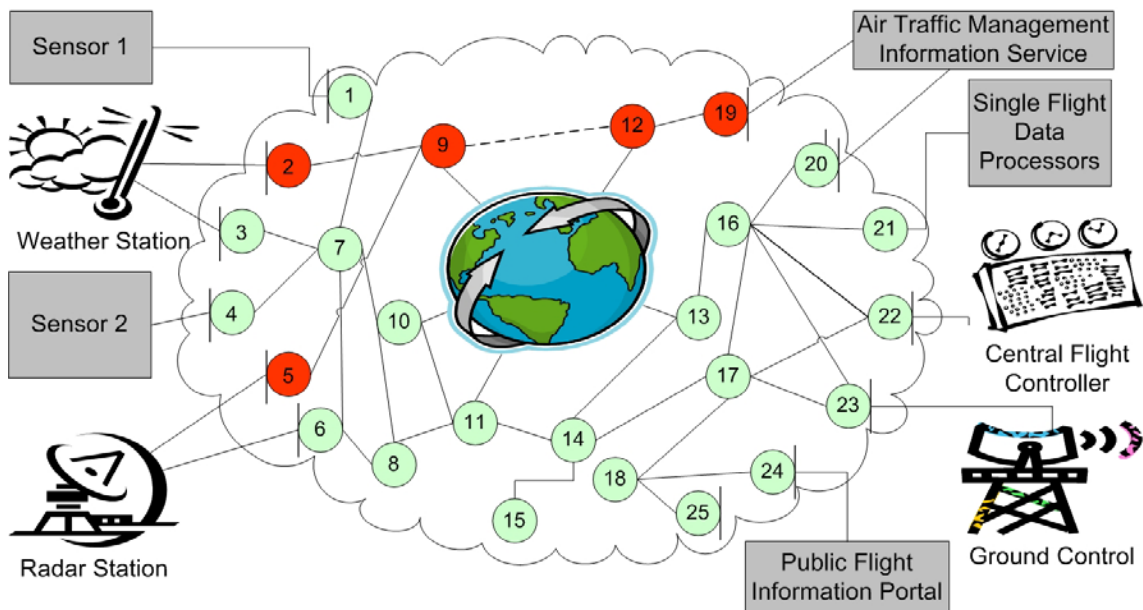 Sensor 1
Air Traffic Management
Information Service
1
19
12
9
Single Flight
Data
Processors
2
20
Weather Station
3
7
16
21
Sensor 2
4
10
13
22
Central Flight
Controller
5
17
6
11
23
14
8
18
24
15
25
Radar Station
Public Flight
Information Portal
Ground Control